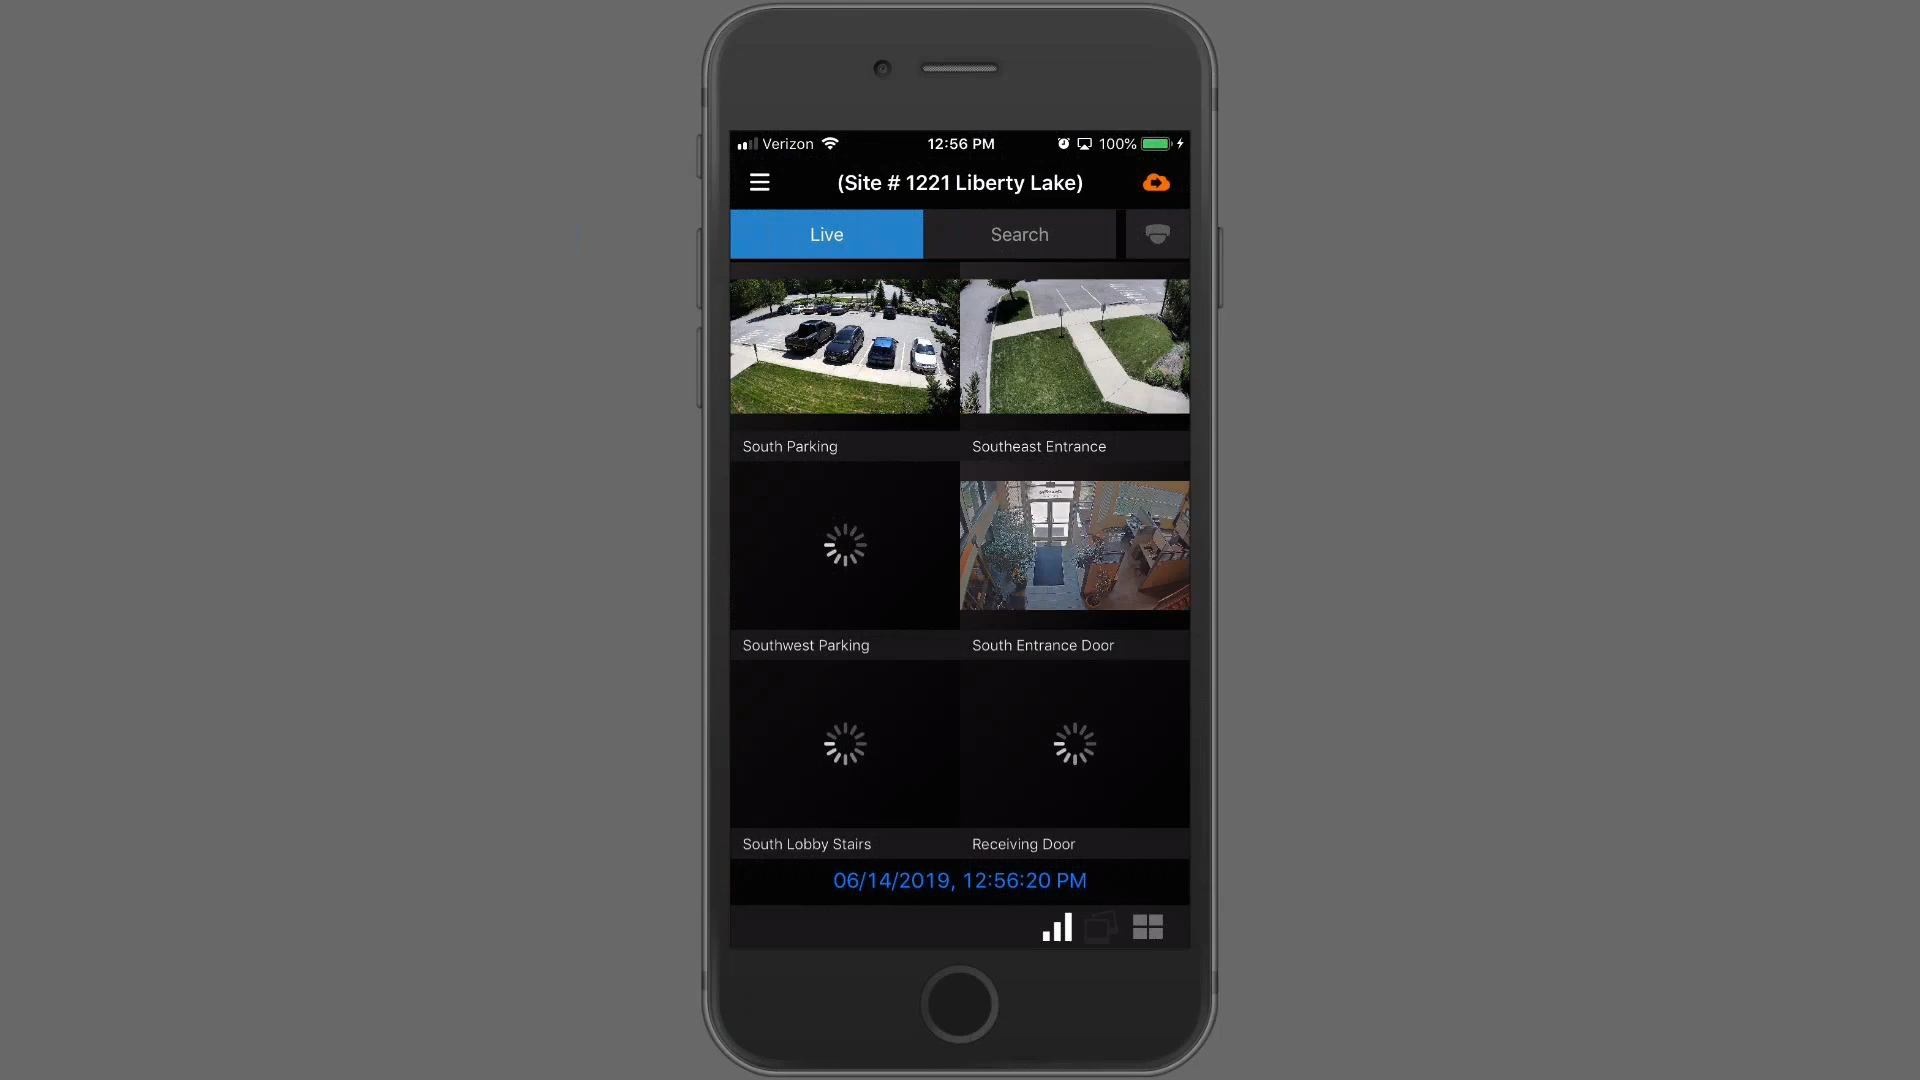 Verizon 12:56 PM 100%
(Site # 1221 Liberty Lake)
Live Search
South Parking Southeast Entrance
Southwest Parking South Entrance Door
South Lobby Stairs Receiving Door
06/14/2019, 12:56:20 PM